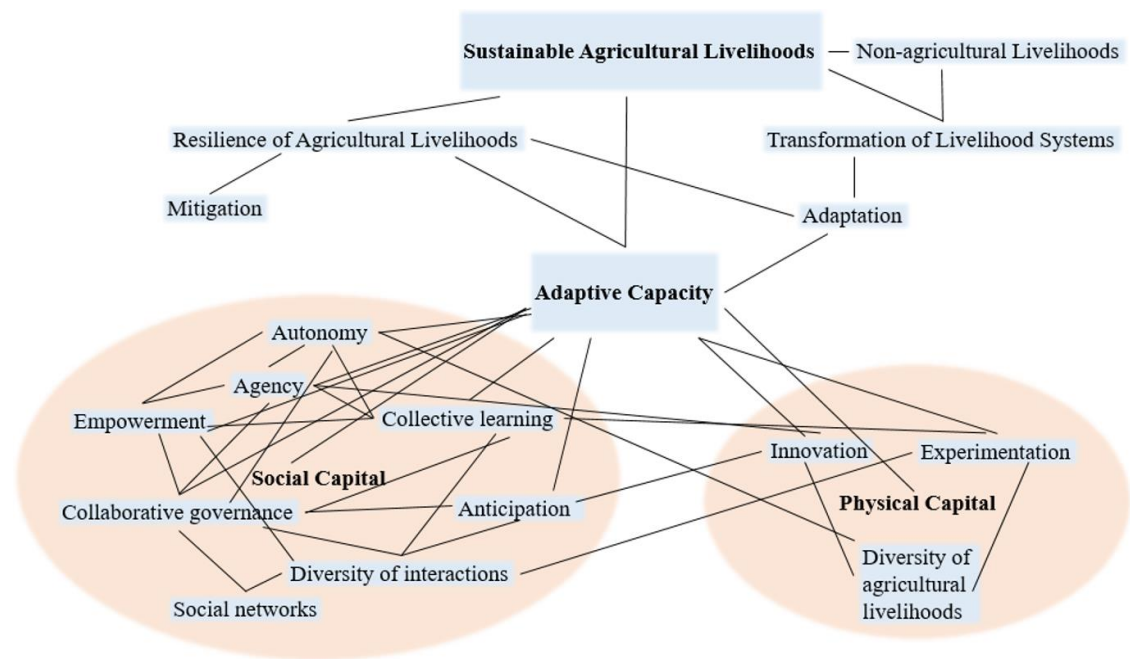 Sustainable Agricultural Livelihoods
Non-agricultural Livelihoods
Resilience of Agricultural Livelihoods
Transformation of Livelihood Systems
Mitigation
Adaptation
Adaptive Capacity
Autonomy
Agency
Empowerment
Collective learning
Social Capital
Collaborative governance
Anticipation
Diversity of interactions
Social networks
Innovation
Experimentation
Physical Capital
Diversity of
agricultural
livelihoods